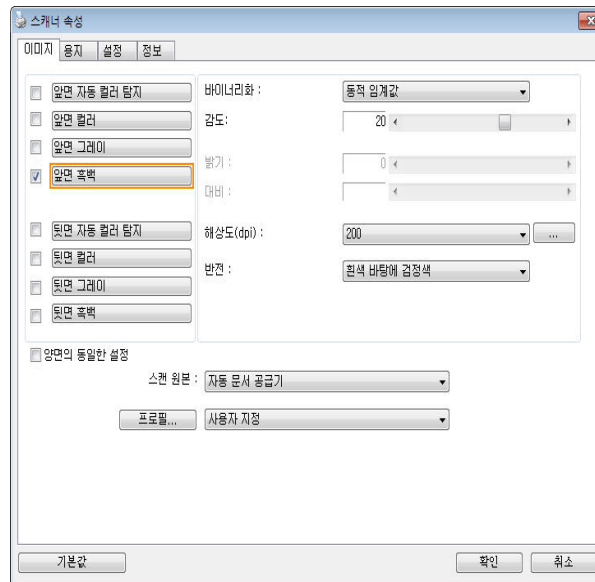 스캐너 속성
이미지 용지 설정 정보
앞면 자동 컬러 탐지
앞면 컬러
앞면 그레이
앞면 흑백
뒷면 자동 컬러 탐지
뒷면 컬러
뒷면 그레이
뒷면 흑백
바이너리화 : 동적 임계값
감도: 20
밝기 : 0
대비 :
해상도(dpi) : 200 ...
반전 : 흰색 바탕에 검정색
양면의 동일한 설정
스캔 원본 : 자동 문서 공급기
프로필... 사용자 지정
기본값 확인 취소